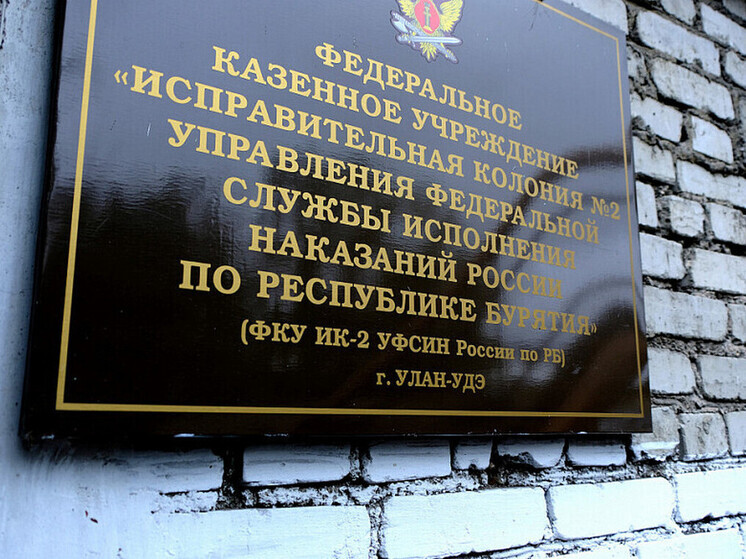 ФЕДЕРАЛЬНОЕ
КАЗЕННОЕ УЧРЕЖДЕНИЕ
«ИСПРАВИТЕЛЬНАЯ КОЛОНИЯ №2
УПРАВЛЕНИЯ ФЕДЕРАЛЬНОЙ
СЛУЖБЫ ИСПОЛНЕНИЯ
НАКАЗАНИЙ РОССИИ
ПО РЕСПУБЛИКЕ БУРЯТИЯ»
(ФКУ ИК-2 УФСИН России по РБ)
г. УЛАН-УДЭ